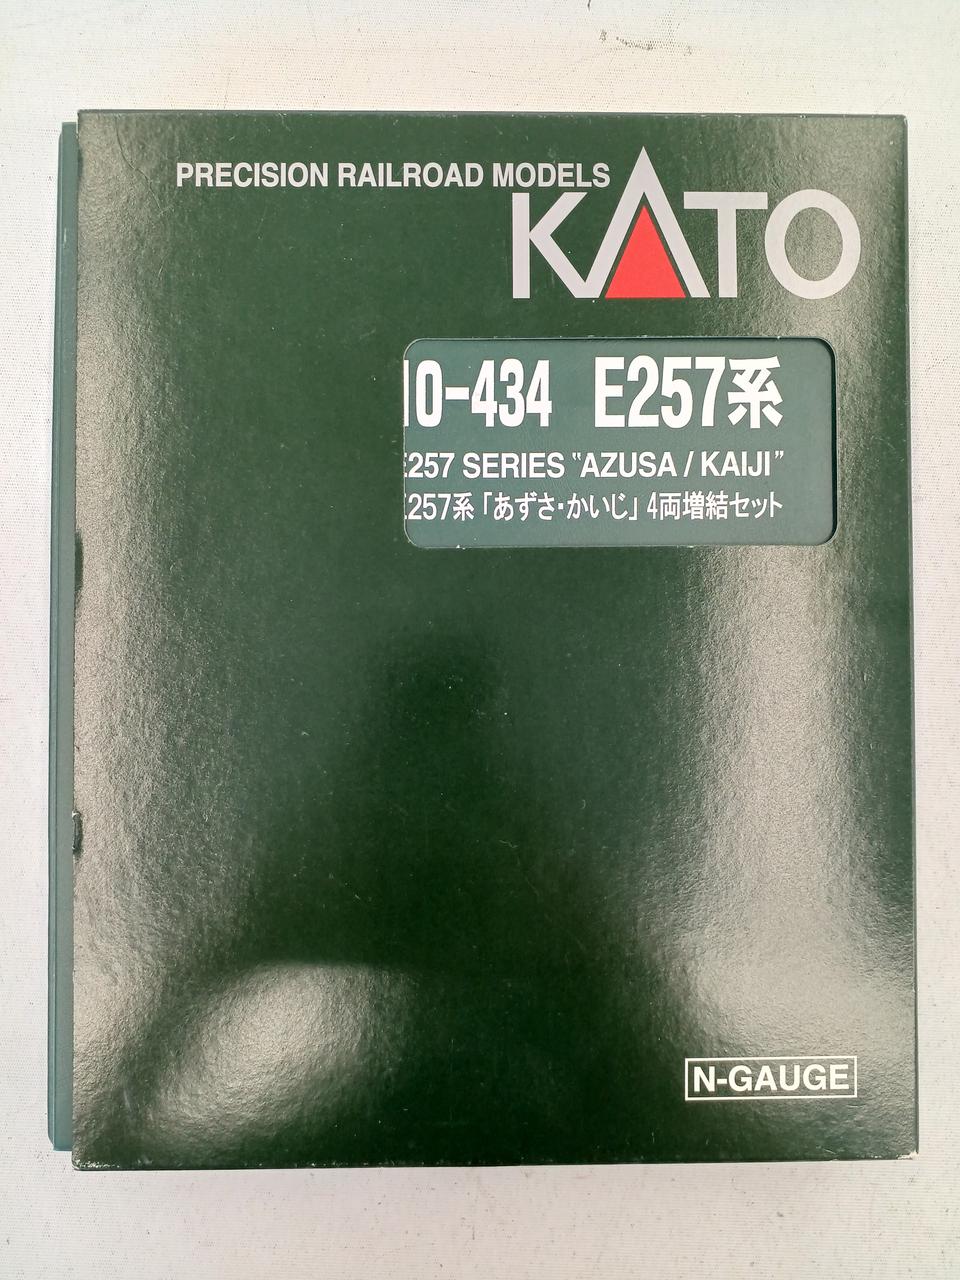 PRECISION RAILROAD MODELS
KATO
10-434 E257系
E257 SERIES "AZUSA / KAIJI"
E257系「あずさ・かいじ」4両増結セット
N-GAUGE